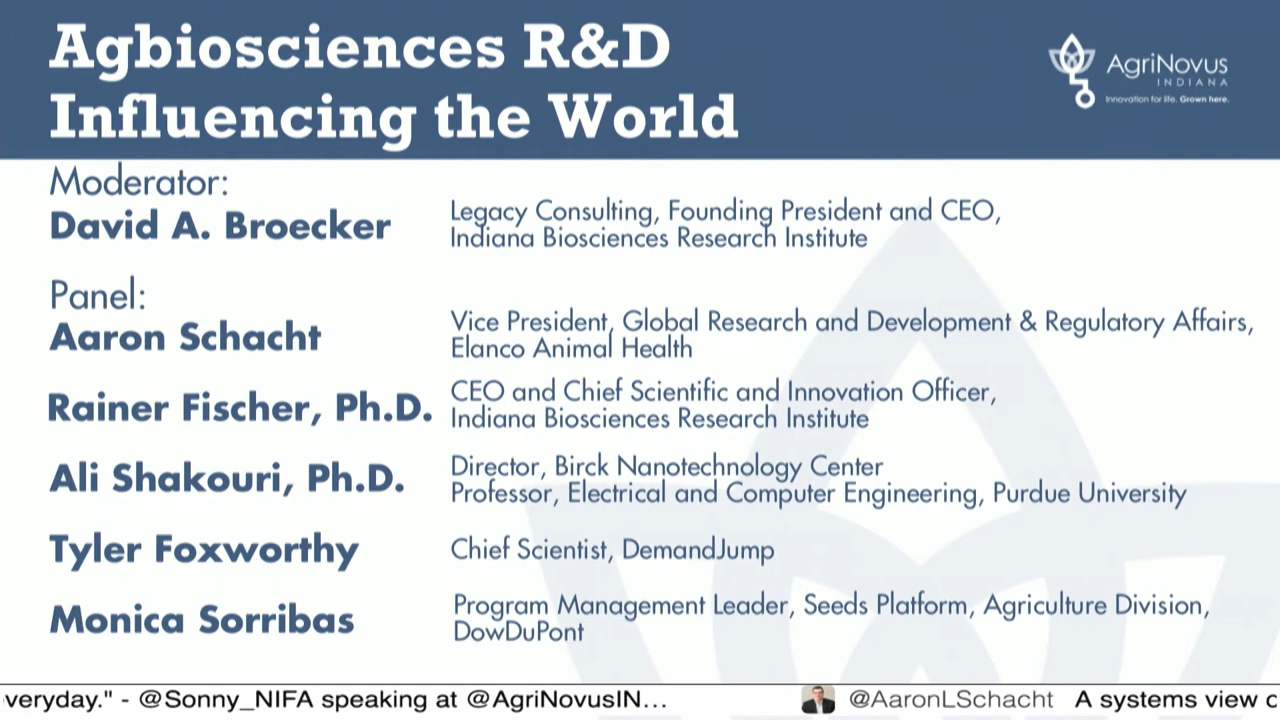 Agbiosciences R&D
Influencing the World
AgriNovus
INDIANA
Innovation for life. Grown here.
Moderator:
David A. Broecker
Legacy Consulting, Founding President and CEO,
Indiana Biosciences Research Institute
Panel:
Aaron Schacht
Vice President, Global Research and Development & Regulatory Affairs,
Elanco Animal Health
Rainer Fischer, Ph.D.
CEO and Chief Scientific and Innovation Officer,
Indiana Biosciences Research Institute
Ali Shakouri, Ph.D.
Director, Birck Nanotechnology Center
Professor, Electrical and Computer Engineering, Purdue University
Tyler Foxworthy
Chief Scientist, DemandJump
Monica Sorribas
Program Management Leader, Seeds Platform, Agriculture Division,
DowDuPont
veryday." - @Sonny_NIFA speaking at @AgriNovusIN… @AaronLSchacht A systems view